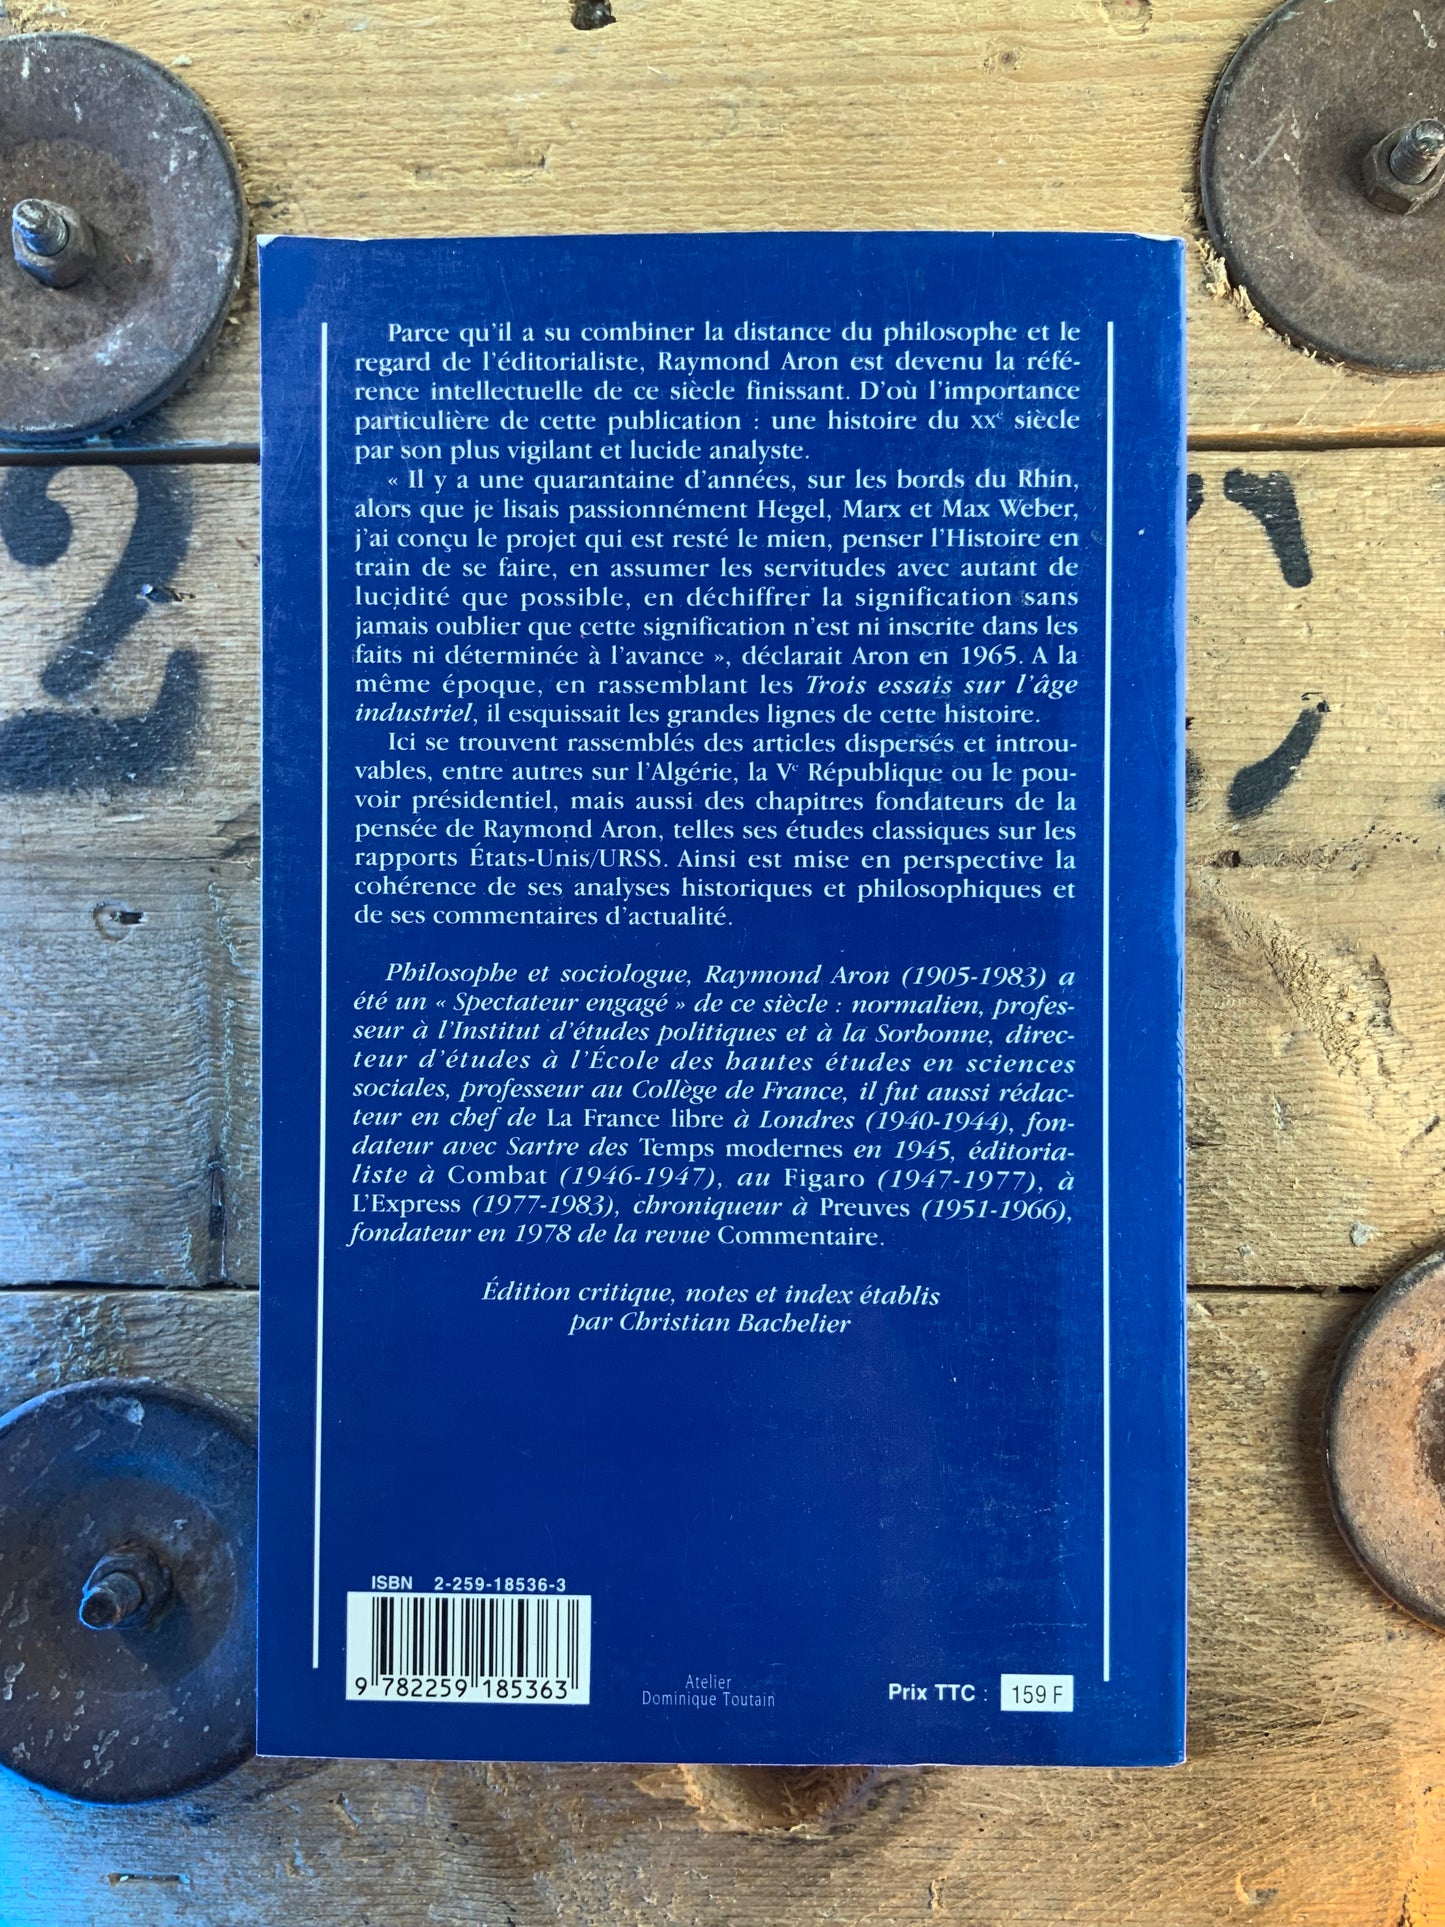 Parce qu'il a su combiner la distance du philosophe et le
regard de l'éditorialiste, Raymond Aron est devenu la réfé-
rence intellectuelle de ce siècle finissant. D'où l'importance
particulière de cette publication : une histoire du XXe siècle
par son plus vigilant et lucide analyste.
« Il y a une quarantaine d'années, sur les bords du Rhin,
alors que je lisais passionnément Hegel, Marx et Max Weber,
j'ai conçu le projet qui est resté le mien, penser l'Histoire en
train de se faire, en assumer les servitudes avec autant de
lucidité que possible, en déchiffrer la signification sans
jamais oublier que cette signification n'est ni inscrite dans les
faits ni déterminée à l'avance », déclarait Aron en 1965. A la
même époque, en rassemblant les Trois essais sur l'âge
industriel, il esquissait les grandes lignes de cette histoire.
Ici se trouvent rassemblés des articles dispersés et introu-
vables, entre autres sur l'Algérie, la Ve République ou le pou-
voir présidentiel, mais aussi des chapitres fondateurs de la
pensée de Raymond Aron, telles ses études classiques sur les
rapports États-Unis/URSS. Ainsi est mise en perspective la
cohérence de ses analyses historiques et philosophiques et
de ses commentaires d'actualité.
Philosophe et sociologue, Raymond Aron (1905-1983) a
été un « Spectateur engagé » de ce siècle : normalien, profes-
seur à l'Institut d'études politiques et à la Sorbonne, direc-
teur d'études à l'École des hautes études en sciences
sociales, professeur au Collège de France, il fut aussi rédac-
teur en chef de La France libre à Londres (1940-1944), fon-
dateur avec Sartre des Temps modernes en 1945, éditoria-
liste à Combat (1946-1947), au Figaro (1947-1977), à
L'Express (1977-1983), chroniqueur à Preuves (1951-1966),
fondateur en 1978 de la revue Commentaire.
Édition critique, notes et index établis
par Christian Bachelier
ISBN 2-259-18536-3
9 782259 185363
Atelier
Dominique Toutain
Prix TTC : 159 F
2